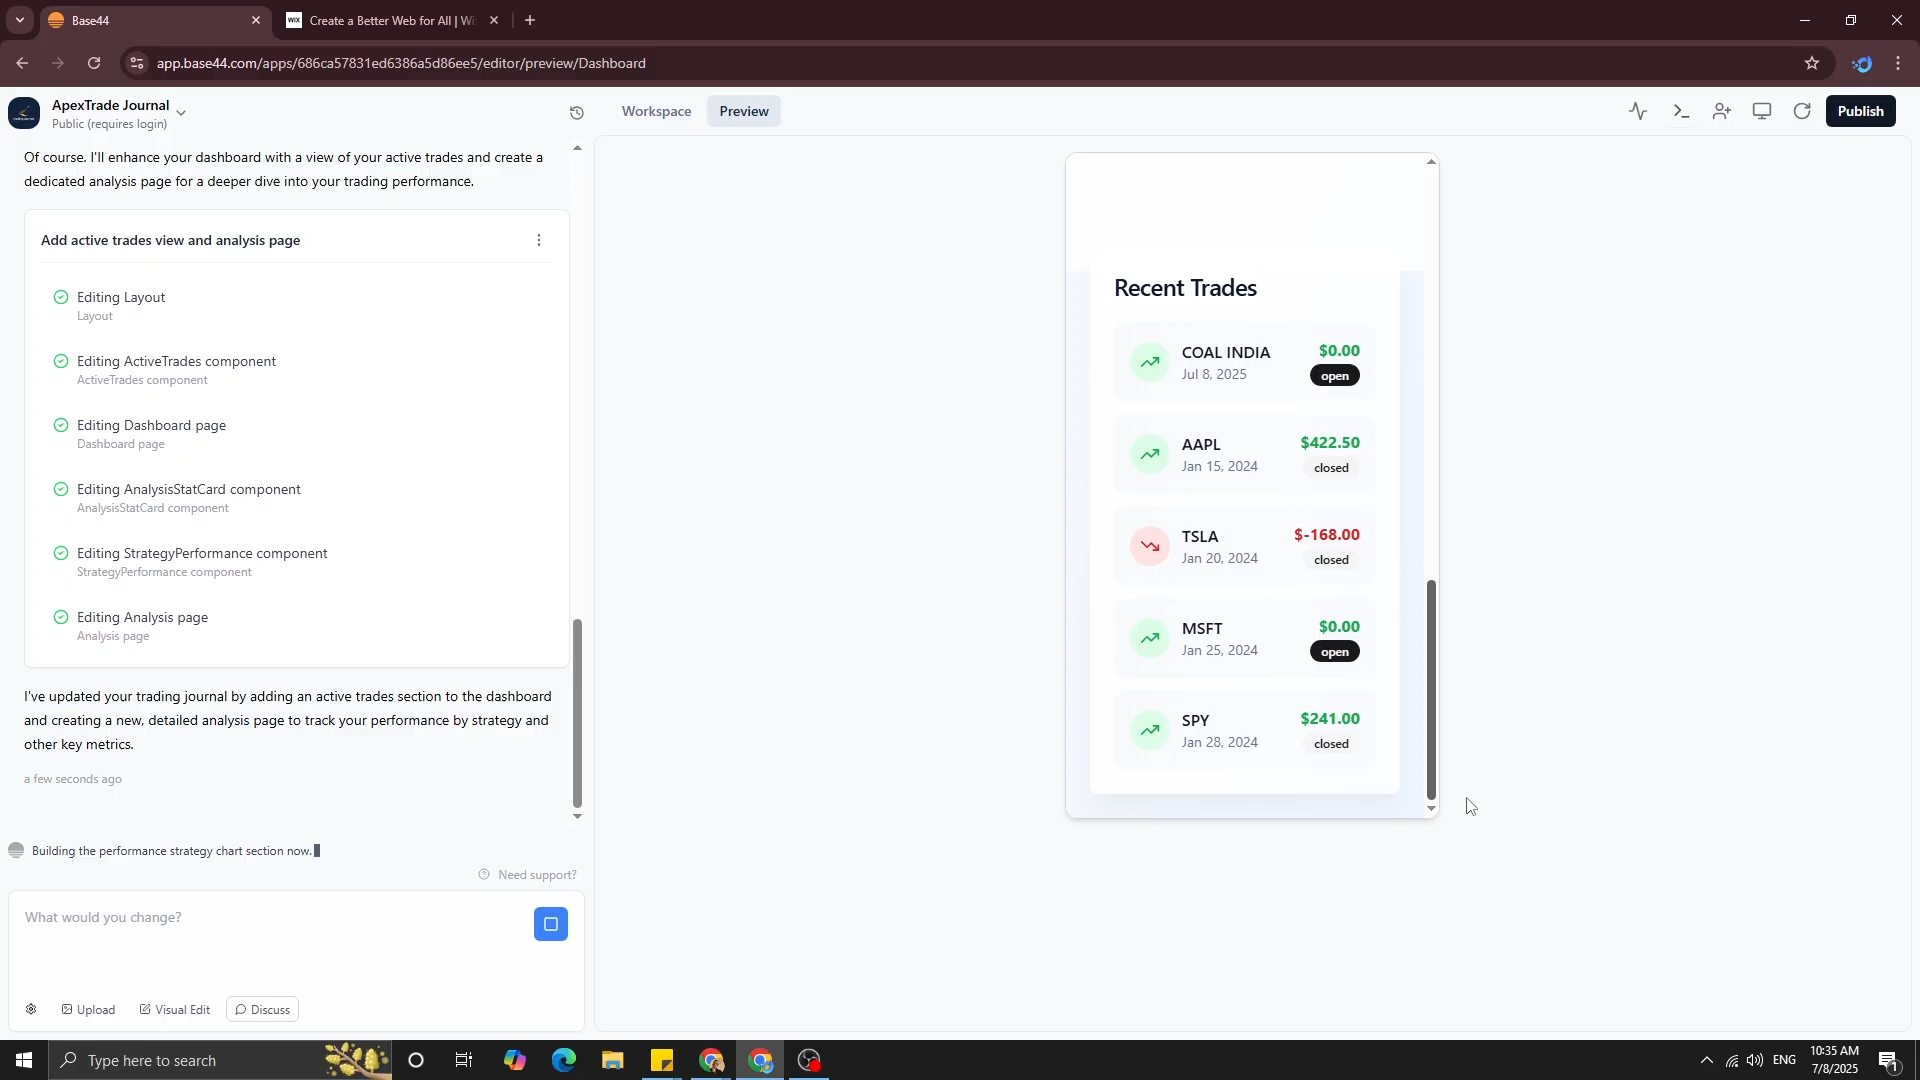 Base44
WIX Create a Better Web for All | Wi
app.base44.com/apps/686ca57831ed6386a5d86ee5/editor/preview/Dashboard
ApexTrade Journal
Public (requires login)
Workspace
Preview
Publish
Of course. I'll enhance your dashboard with a view of your active trades and create a
dedicated analysis page for a deeper dive into your trading performance.
Add active trades view and analysis page
Editing Layout
Layout
Editing ActiveTrades component
ActiveTrades component
Editing Dashboard page
Dashboard page
Editing AnalysisStatCard component
AnalysisStatCard component
Editing StrategyPerformance component
StrategyPerformance component
Editing Analysis page
Analysis page
I've updated your trading journal by adding an active trades section to the dashboard
and creating a new, detailed analysis page to track your performance by strategy and
other key metrics.
a few seconds ago
Building the performance strategy chart section now.
Need support?
What would you change?
Upload
Visual Edit
Discuss
Recent Trades
COAL INDIA $0.00
Jul 8, 2025 open
AAPL $422.50
Jan 15, 2024 closed
TSLA $-168.00
Jan 20, 2024 closed
MSFT $0.00
Jan 25, 2024 open
SPY $241.00
Jan 28, 2024 closed
Type here to search
ENG
10:35 AM
7/8/2025
1